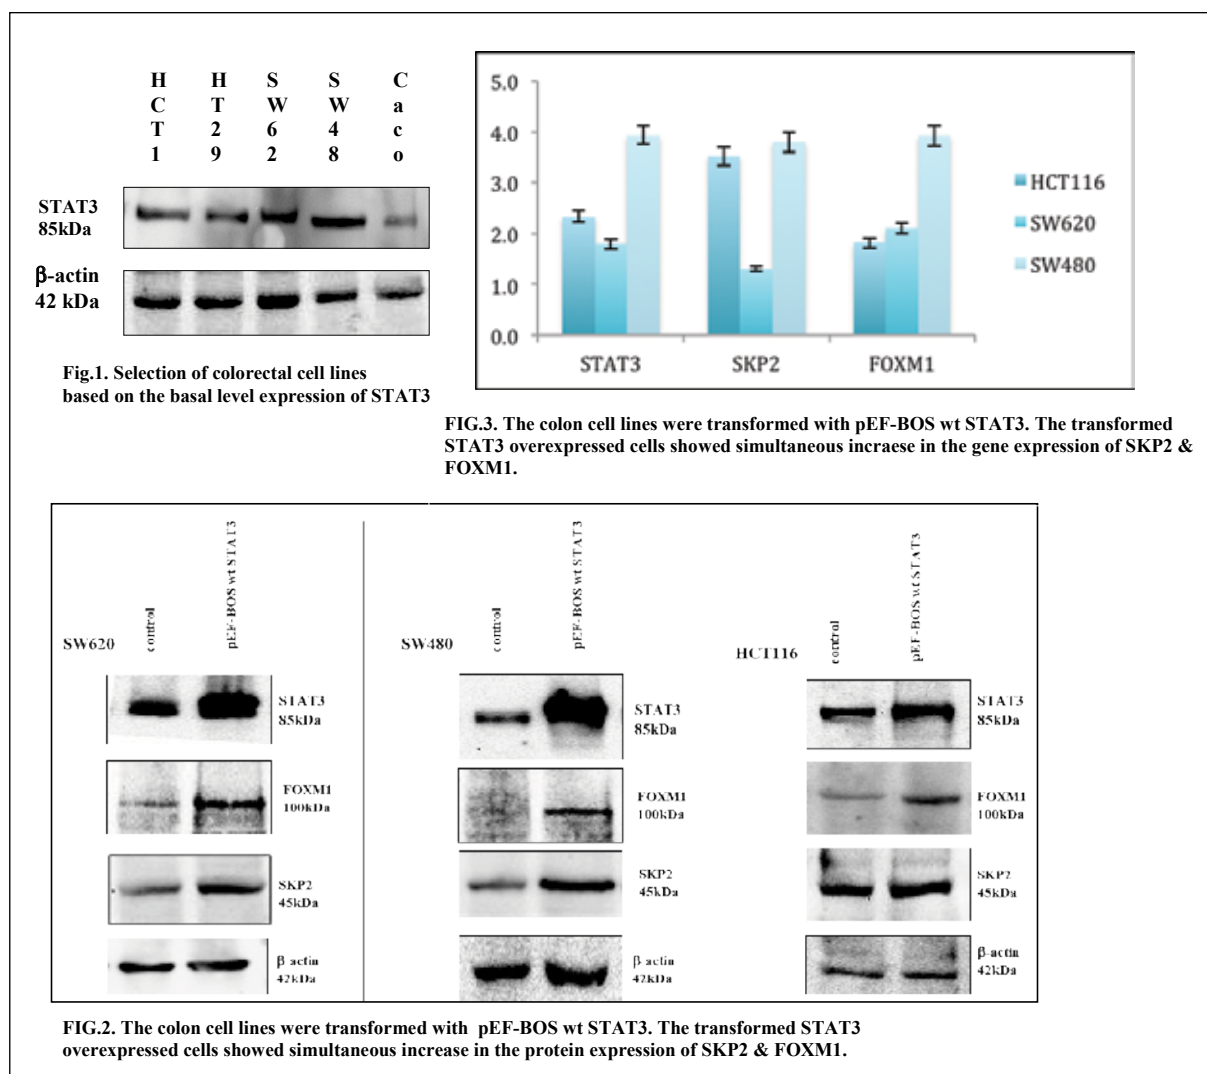 H H S S C
C T W W a
T 2 6 4 c
1 9 2 8 o
STAT3
85kDa
β-actin
42 kDa
Fig.1. Selection of colorectal cell lines
based on the basal level expression of STAT3
5.0
4.0
3.0
2.0
1.0
0.0
STAT3 SKP2 FOXM1
HCT116
SW620
SW480
FIG.3. The colon cell lines were transformed with pEF-BOS wt STAT3. The transformed
STAT3 overexpressed cells showed simultaneous incraese in the gene expression of SKP2 &
FOXM1.
SW620
control
pEF-BOS wt STAT3
STAT3
85kDa
FOXM1
100kDa
SKP2
45kDa
β actin
42kDa
SW480
control
pEF-BOS wt STAT3
STAT3
85kDa
FOXM1
100kDa
SKP2
45kDa
β actin
42kDa
HCT116
control
pEF-BOS wt STAT3
STAT3
85kDa
FOXM1
100kDa
SKP2
45kDa
β-actin
42kDa
FIG.2. The colon cell lines were transformed with pEF-BOS wt STAT3. The transformed STAT3
overexpressed cells showed simultaneous increase in the protein expression of SKP2 & FOXM1.